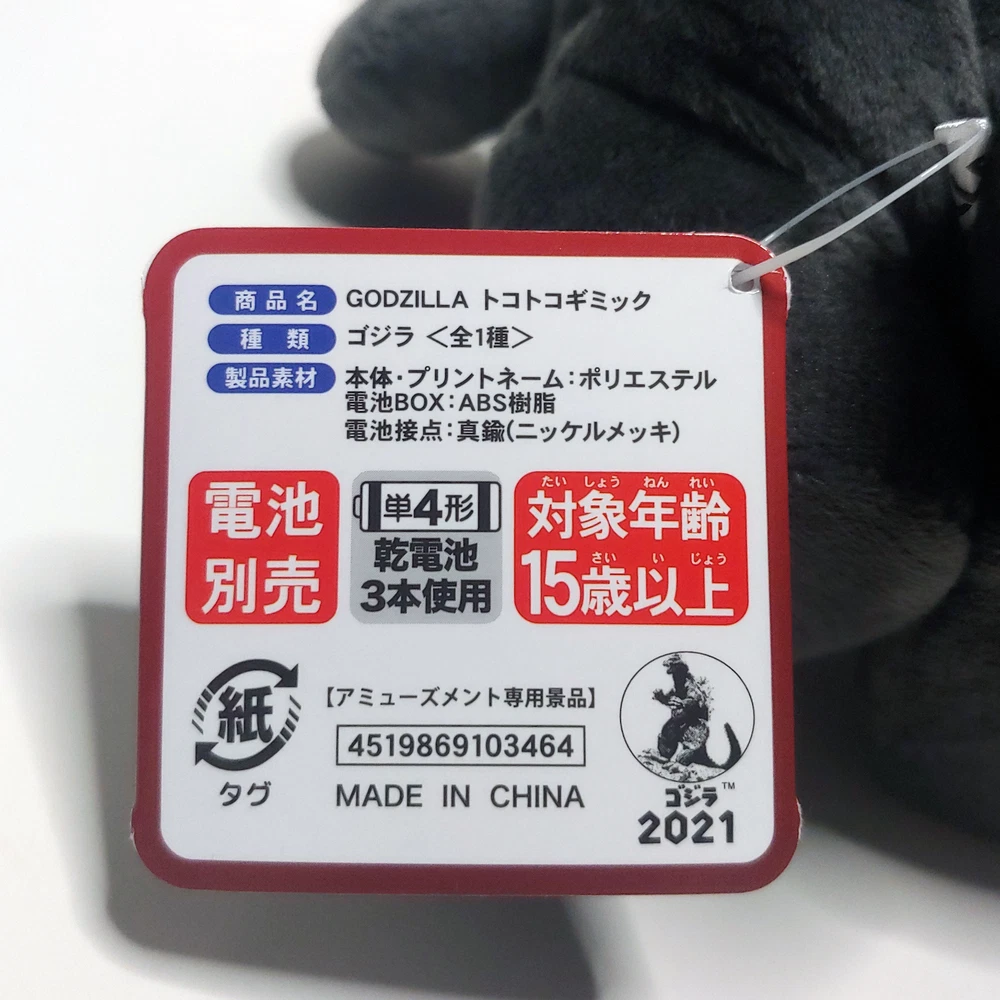 商品名 GODZILLA トコトコギミック
種類 ゴジラ <全1種>
製品素材 本体・プリントネーム:ポリエステル
電池BOX:ABS樹脂
電池接点:真鍮(ニッケルメッキ)
電池
別売
単4形
乾電池
3本使用
たい しょう ねん れい
対象年齢
さい い じょう
15歳以上
紙
タグ
【アミューズメント専用景品】
4519869103464
MADE IN CHINA
ゴジラ™
2021